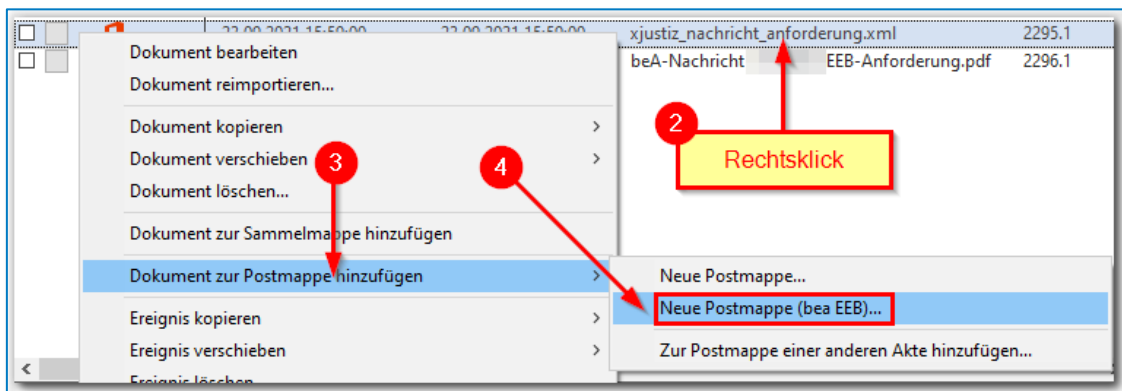 22.09.2021 15:50:00 22.09.2021 15:50:00 xjustiz_nachricht_anforderung.xml 2295.1
beA-Nachricht EEB-Anforderung.pdf 2296.1
Dokument bearbeiten
Dokument reimportieren...
Dokument kopieren
Dokument verschieben
Dokument löschen...
Dokument zur Sammelmappe hinzufügen
Dokument zur Postmappe hinzufügen
Ereignis kopieren
Ereignis verschieben
Ereignis löschen
2
Rechtsklick
3
4
Neue Postmappe...
Neue Postmappe (bea EEB)...
Zur Postmappe einer anderen Akte hinzufügen...